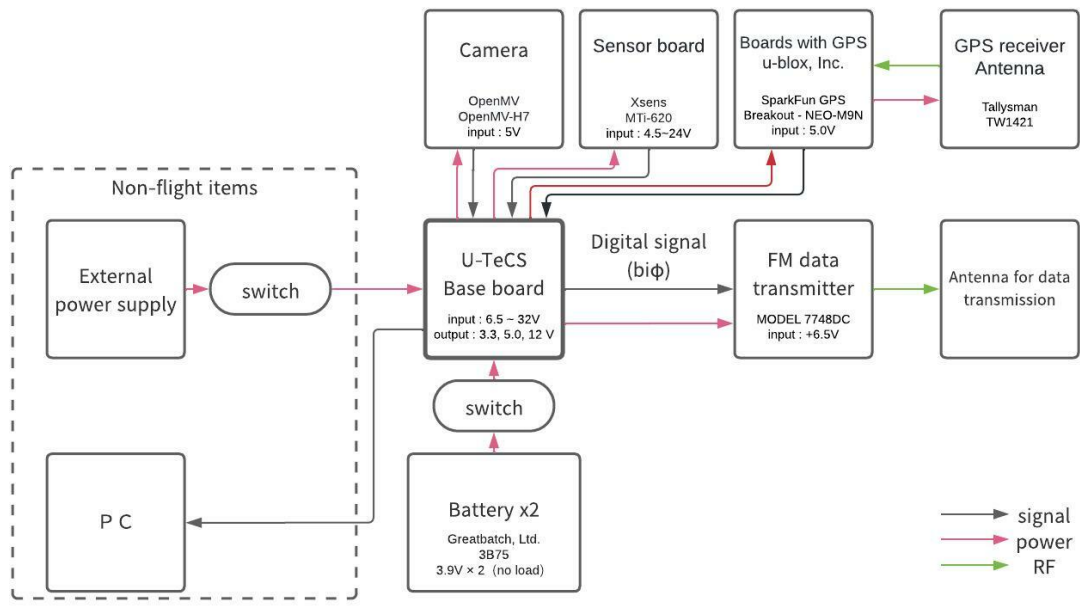 Camera
OpenMV
OpenMV-H7
input : 5V
Sensor board
Xsens
MTi-620
input : 4.5~24V
Boards with GPS
u-blox, Inc.
SparkFun GPS
Breakout - NEO-M9N
input : 5.0V
GPS receiver
Antenna
Tallysman
TW1421
Non-flight items
External
power supply
switch
U-TeCS
Base board
input : 6.5 ~ 32V
output : 3.3, 5.0, 12 V
Digital signal
(biϕ)
FM data
transmitter
MODEL 7748DC
input : +6.5V
Antenna for data
transmission
switch
P C
Battery x2
Greatbatch, Ltd.
3B75
3.9V × 2（no load）
signal
power
RF